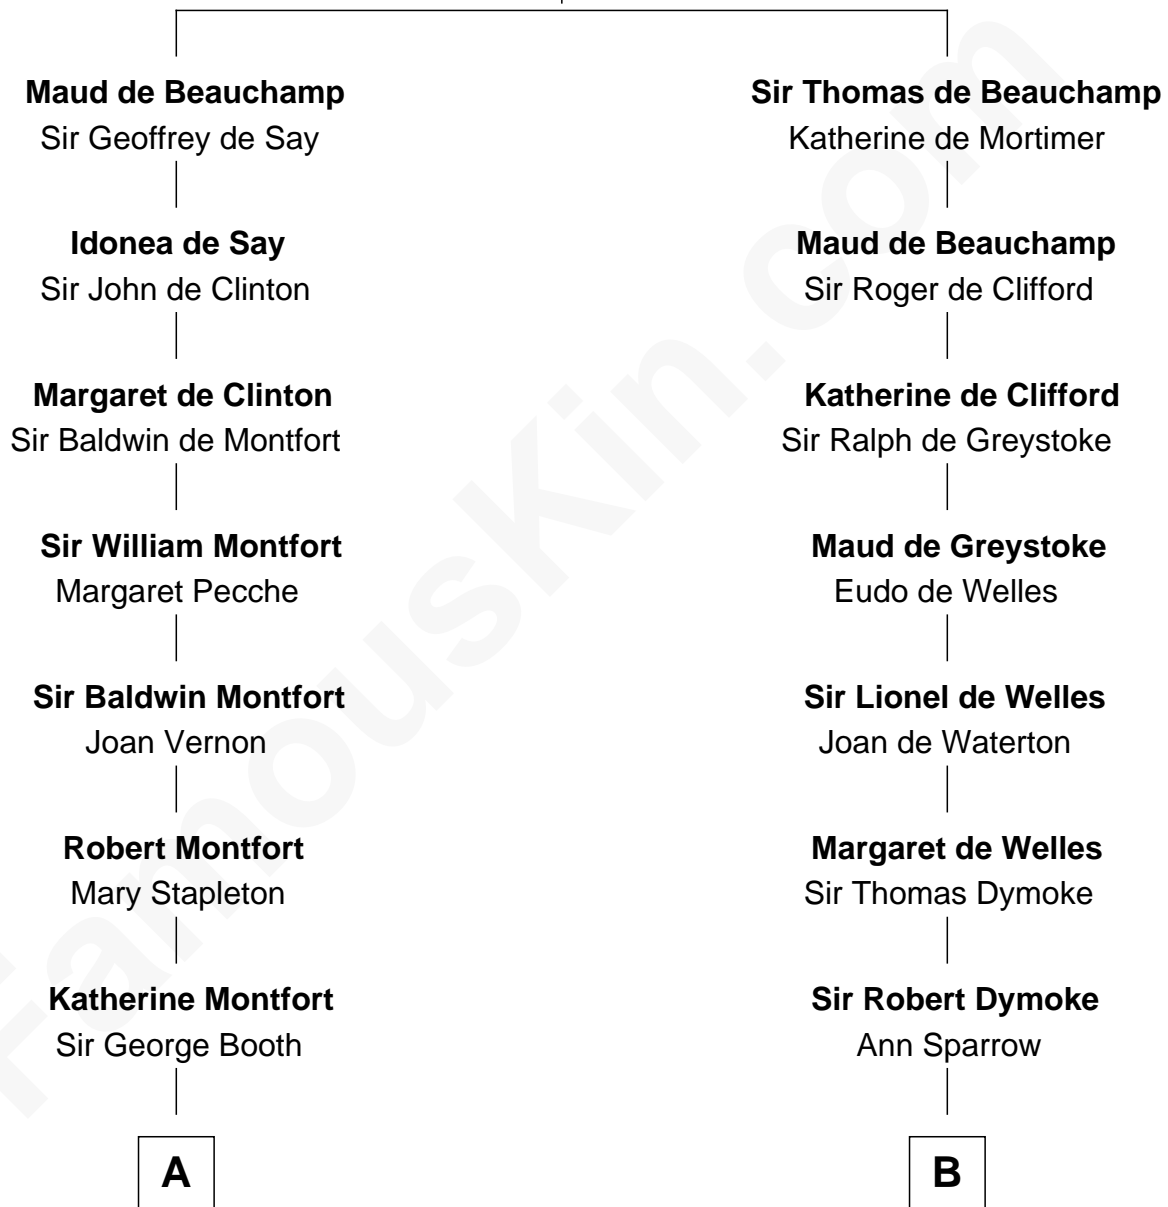 Maud de Beauchamp
Sir Geoffrey de Say
Idonea de Say
Sir John de Clinton
Margaret de Clinton
Sir Baldwin de Montfort
Sir William Montfort
Margaret Pecche
Sir Baldwin Montfort
Joan Vernon
Robert Montfort
Mary Stapleton
Katherine Montfort
Sir George Booth
A
Sir Thomas de Beauchamp
Katherine de Mortimer
Maud de Beauchamp
Sir Roger de Clifford
Katherine de Clifford
Sir Ralph de Greystoke
Maud de Greystoke
Eudo de Welles
Sir Lionel de Welles
Joan de Waterton
Margaret de Welles
Sir Thomas Dymoke
Sir Robert Dymoke
Ann Sparrow
B
FamousKin.com